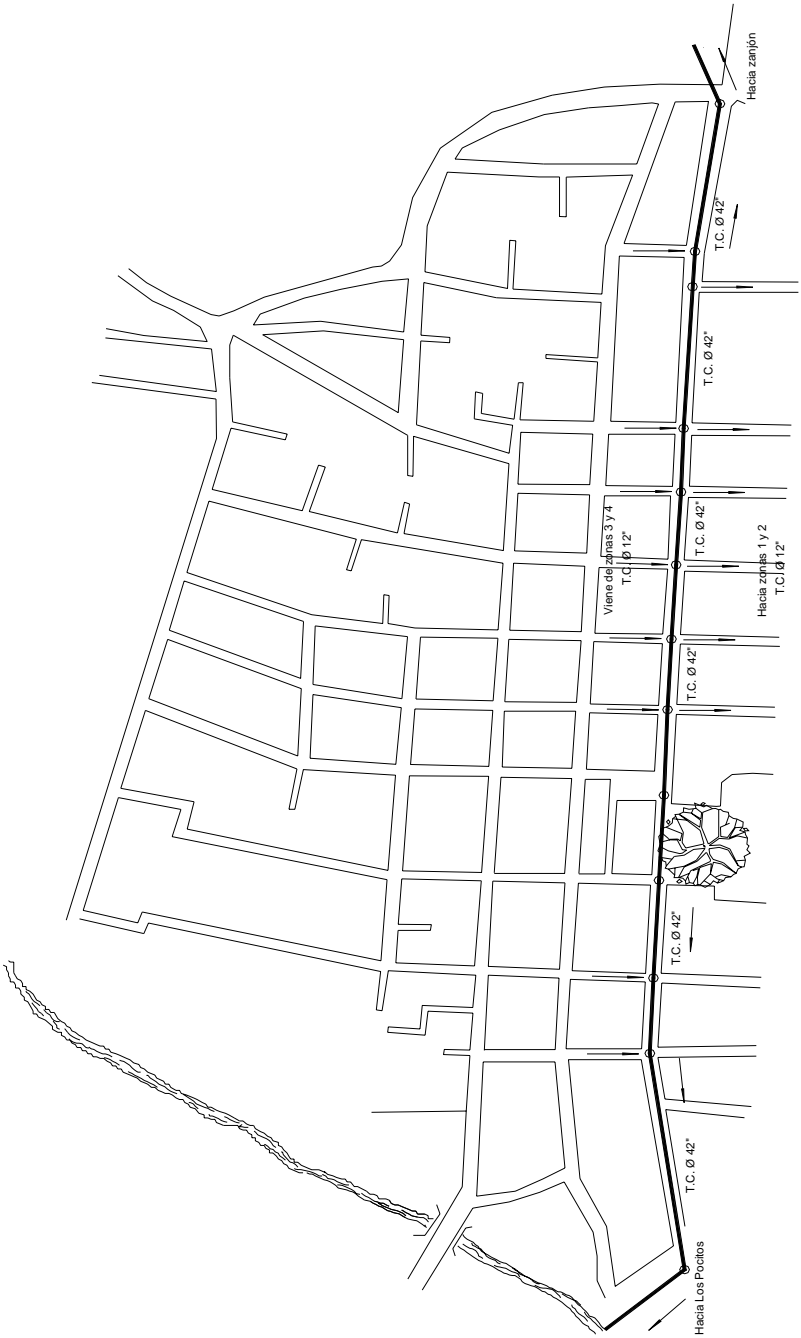 Hacia zanjón
T.C. Ø 42"
T.C. Ø 42"
T.C. Ø 42"
Viene de zonas 3 y 4
T.C. Ø 12"
Hacia zonas 1 y 2
T.C. Ø 12"
T.C. Ø 42"
T.C. Ø 42"
T.C. Ø 42"
Hacia Los Pocitos